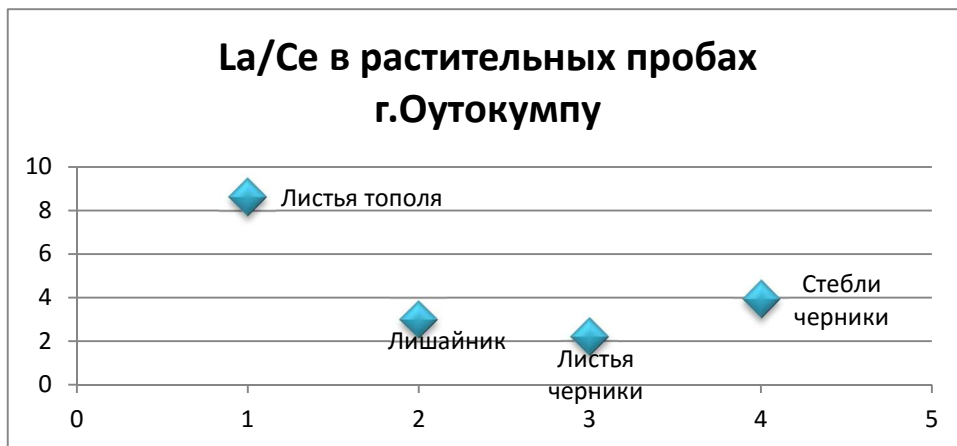 La/Ce в растительных пробах
г.Оутокумпу
10
8
6
4
2
0
Листья тополя
Лишайник
Листья
черники
Стебли
черники
0 1 2 3 4 5